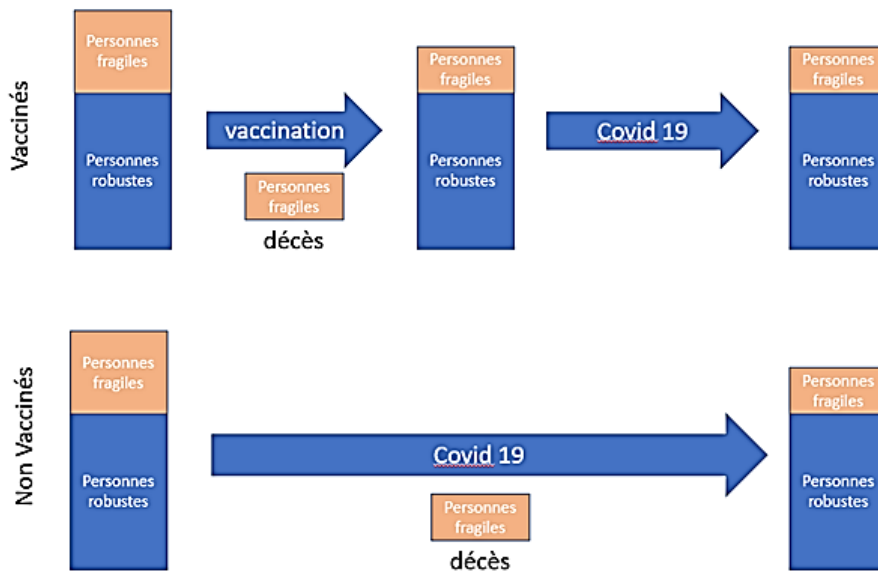 Vaccinés
Personnes
fragiles
Personnes
robustes
vaccination
Personnes
fragiles
décès
Personnes
fragiles
Personnes
robustes
Covid 19
Personnes
fragiles
Personnes
robustes
Non Vaccinés
Personnes
fragiles
Personnes
robustes
Covid 19
Personnes
fragiles
décès
Personnes
fragiles
Personnes
robustes